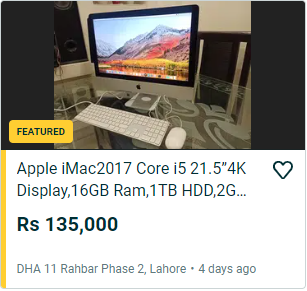 FEATURED
Apple iMac2017 Core i5 21.5”4K
Display,16GB Ram,1TB HDD,2G...
Rs 135,000
DHA 11 Rahbar Phase 2, Lahore • 4 days ago